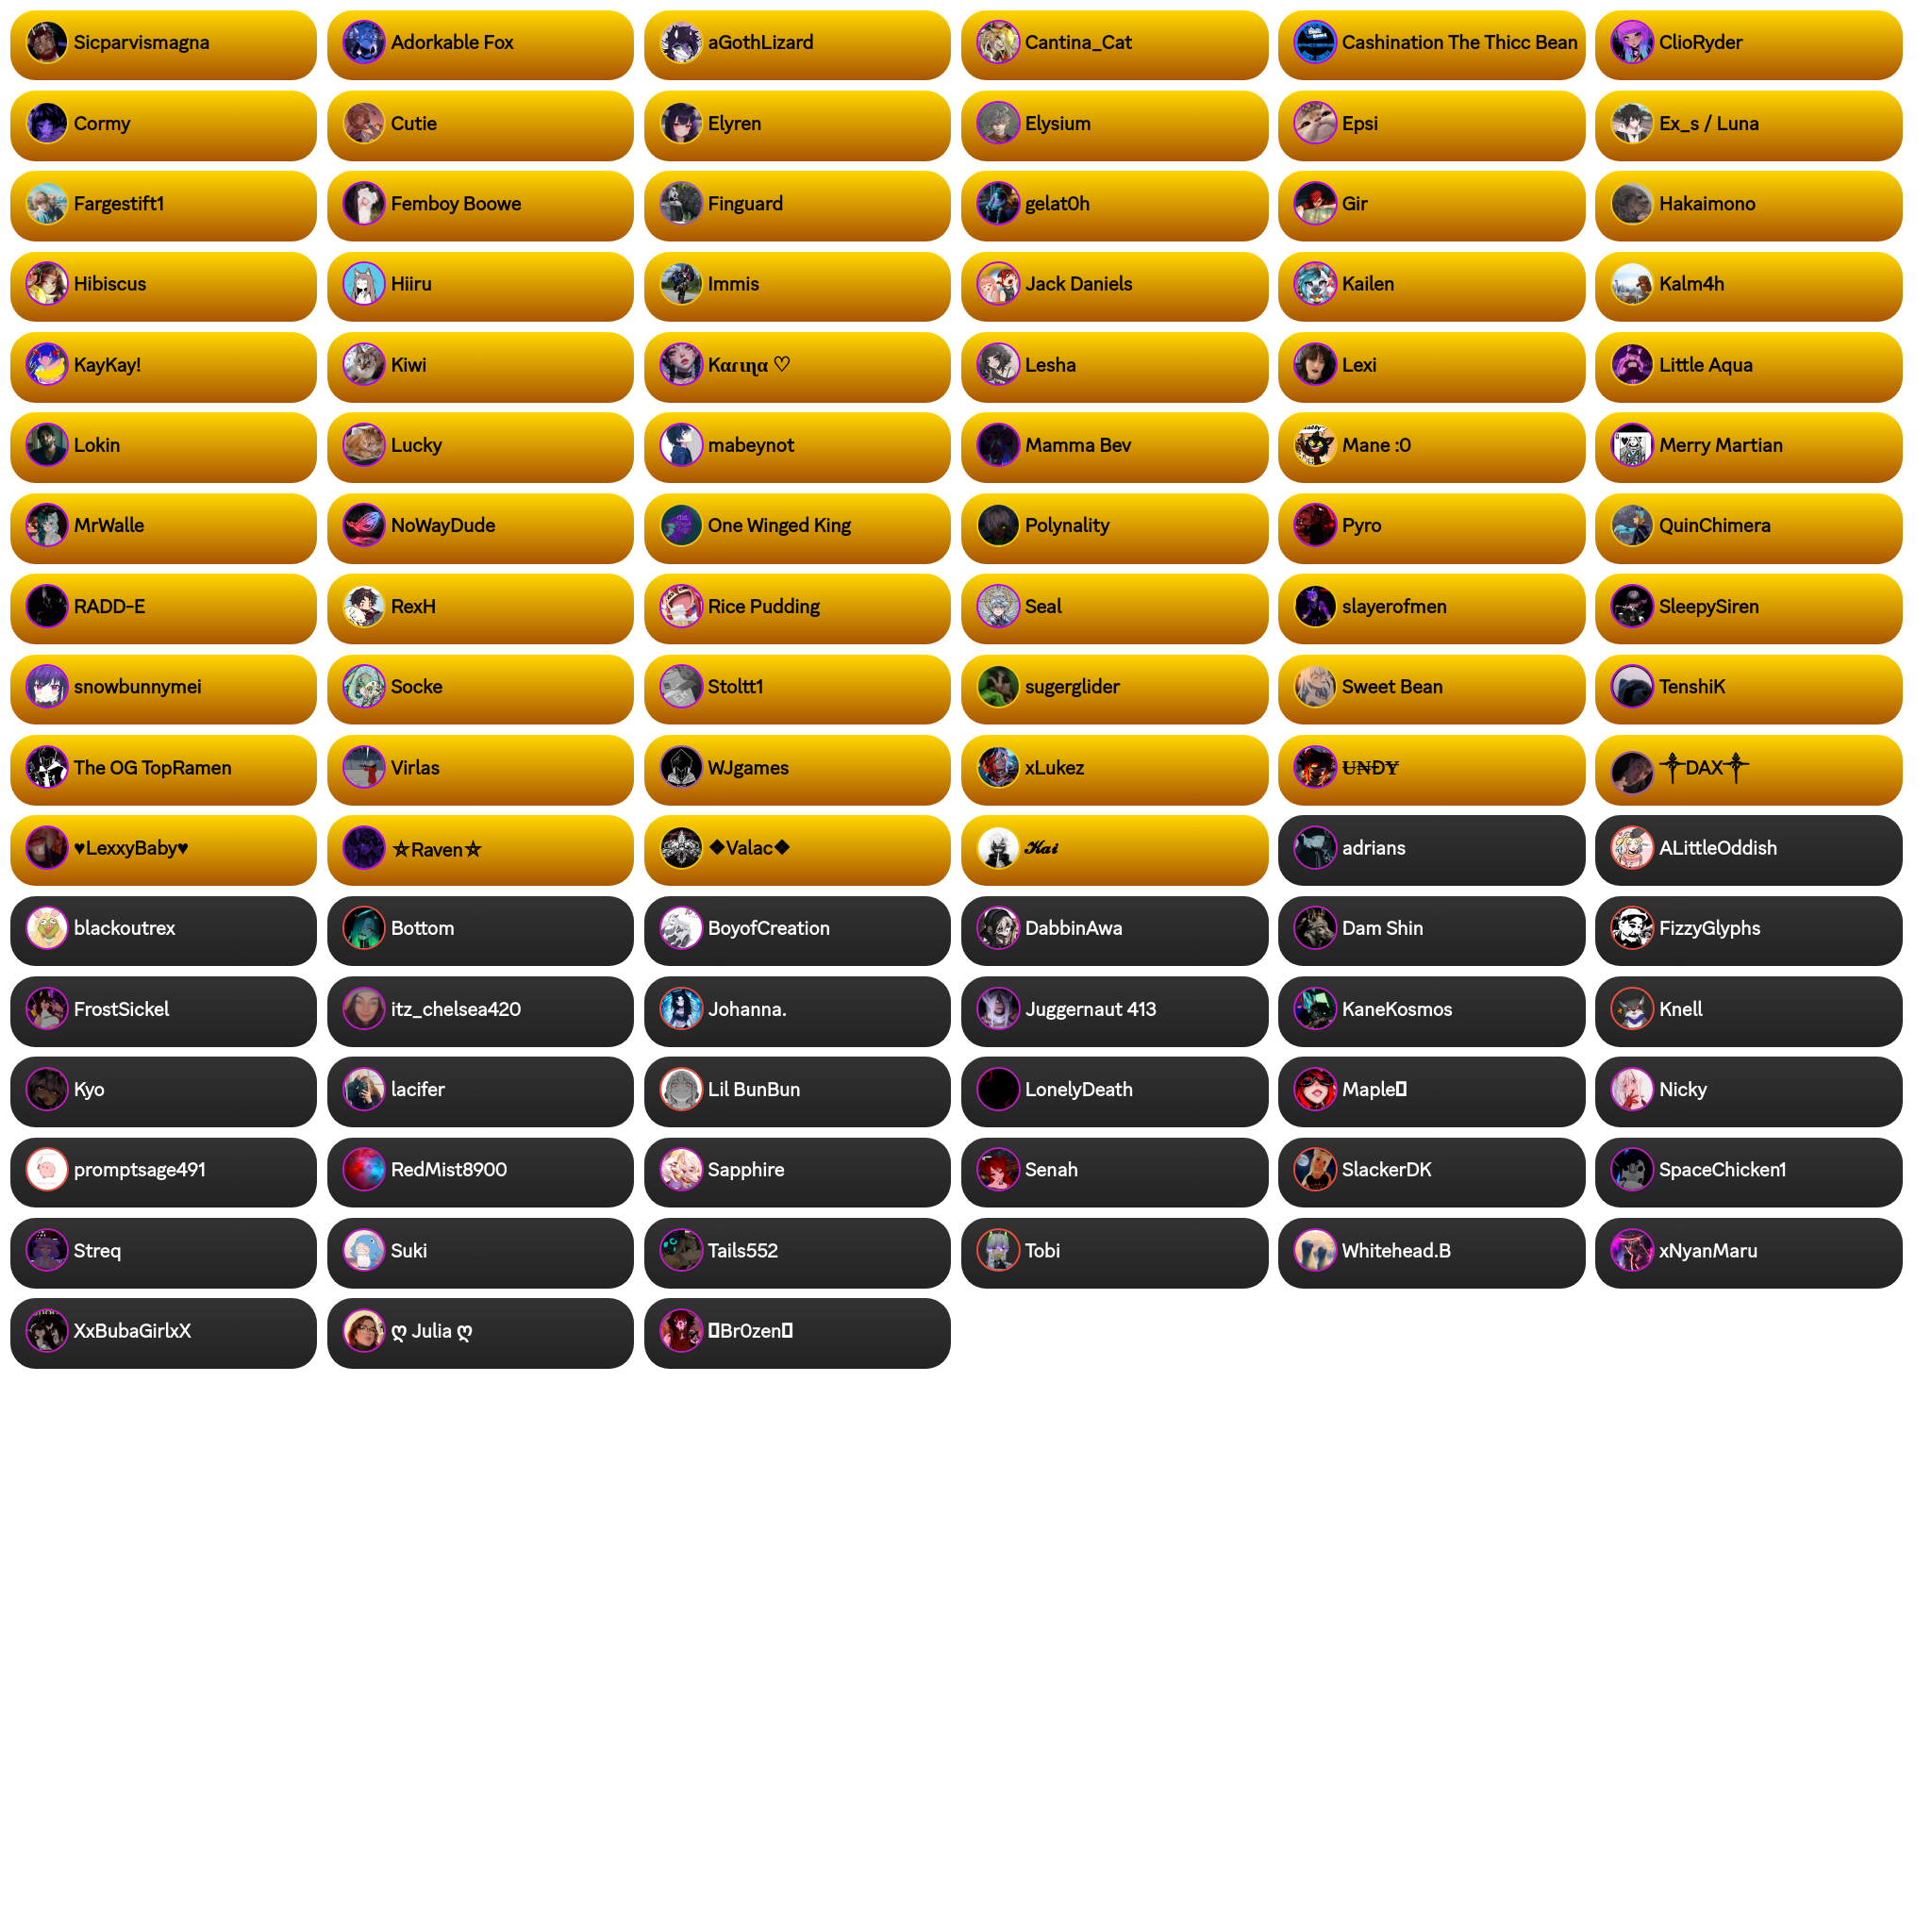 Sicparvismagna
Adorkable Fox
aGothLizard
Cantina_Cat
Cashination The Thicc Bean
ClioRyder
Cormy
Cutie
Elyren
Elysium
Epsi
Ex_s / Luna
Fargestift1
Femboy Boowe
Finguard
gelat0h
Gir
Hakaimono
Hibiscus
Hiiru
Immis
Jack Daniels
Kailen
Kalm4h
KayKay!
Kiwi
Kαɾιɳα ♡
Lesha
Lexi
Little Aqua
Lokin
Lucky
mabeynot
Mamma Bev
Mane :0
Merry Martian
MrWalle
NoWayDude
One Winged King
Polynality
Pyro
QuinChimera
RADD-E
RexH
Rice Pudding
Seal
slayerofmen
SleepySiren
snowbunnymei
Socke
Stoltt1
sugerglider
Sweet Bean
TenshiK
The OG TopRamen
Virlas
WJgames
xLukez
U̶₦ĐɎ
༒DAX༒
♥LexxyBaby♥
⛤Raven⛤
❖Valac❖
𝓚𝓪𝓲
adrians
ALittleOddish
blackoutrex
Bottom
BoyofCreation
DabbinAwa
Dam Shin
FizzyGlyphs
FrostSickel
itz_chelsea420
Johanna.
Juggernaut 413
KaneKosmos
Knell
Kyo
lacifer
Lil BunBun
LonelyDeath
Maple
Nicky
promptsage491
RedMist8900
Sapphire
Senah
SlackerDK
SpaceChicken1
Streq
Suki
Tails552
Tobi
Whitehead.B
xNyanMaru
XxBubaGirlxX
ღ Julia ღ
Br0zen